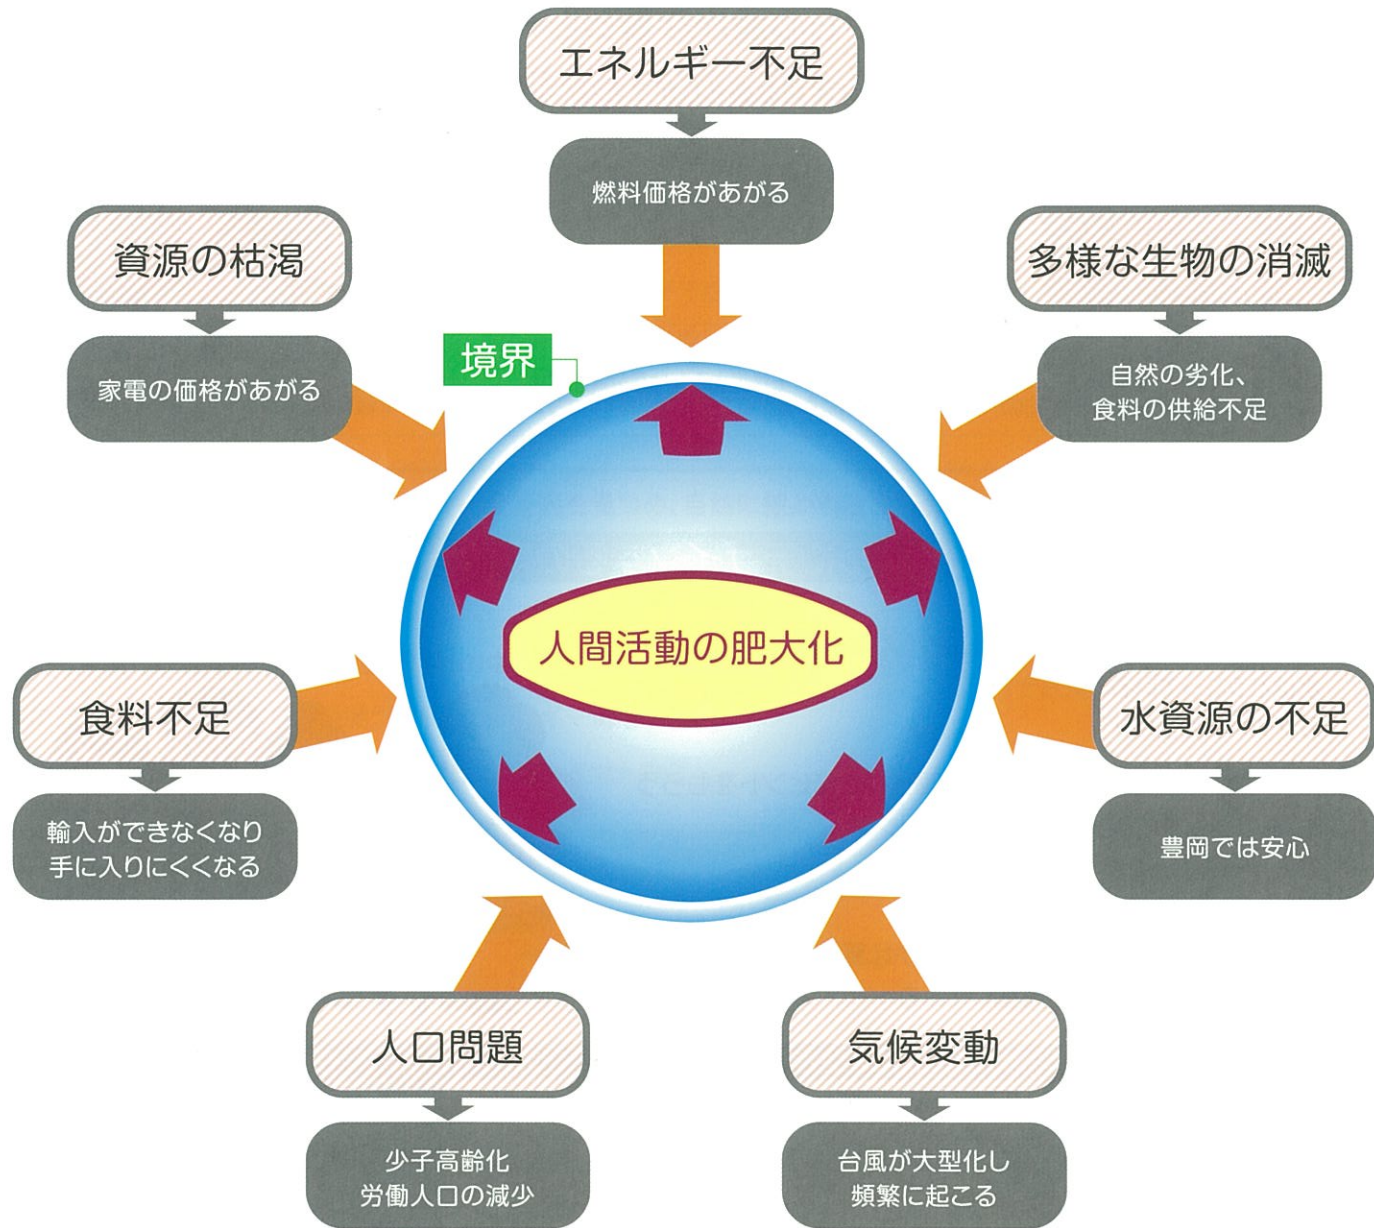 エネルギー不足
燃料価格があがる
資源の枯渇
家電の価格があがる
多様な生物の消滅
自然の劣化、
食料の供給不足
境界
人間活動の肥大化
食料不足
輸入ができなくなり
手に入りにくくなる
水資源の不足
豊岡では安心
人口問題
少子高齢化
労働人口の減少
気候変動
台風が大型化し
頻繁に起こる